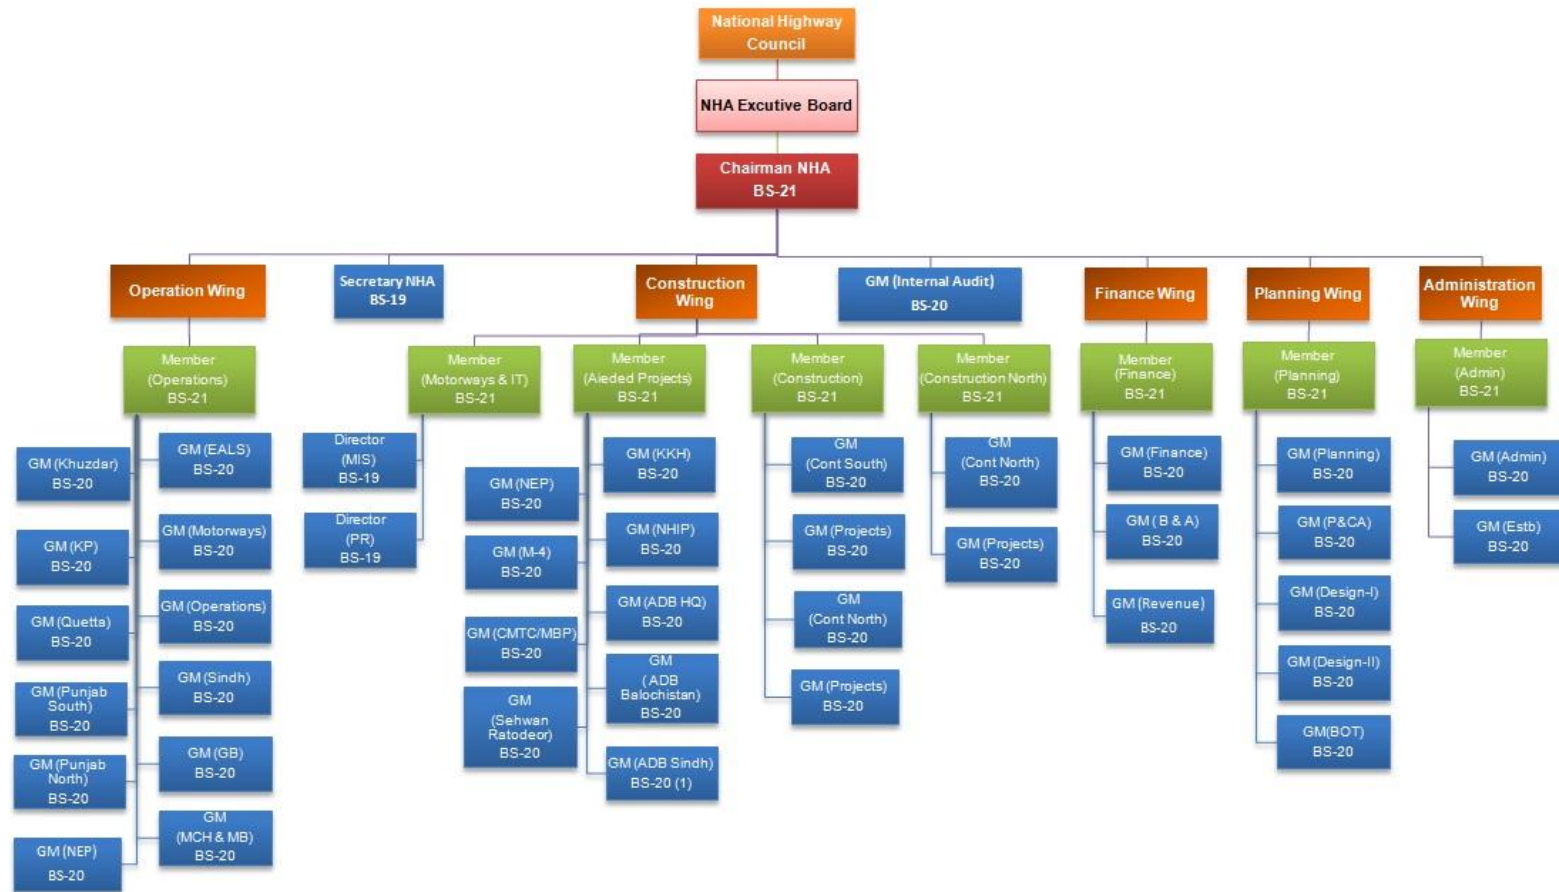 National Highway
Council
NHA Excutive Board
Chairman NHA
BS-21
Operation Wing
Secretary NHA
BS-19
Construction
Wing
GM (Internal Audit)
BS-20
Finance Wing
Planning Wing
Administration
Wing
Member
(Operations)
BS-21
Member
(Motorways & IT)
BS-21
Member
(Aieded Projects)
BS-21
Member
(Construction)
BS-21
Member
(Construction North)
BS-21
Member
(Finance)
BS-21
Member
(Planning)
BS-21
Member
(Admin)
BS-21
GM (Khuzdar)
BS-20
GM (KP)
BS-20
GM (Quetta)
BS-20
GM (Punjab
South)
BS-20
GM (Punjab
North)
BS-20
GM (NEP)
BS-20
GM (EALS)
BS-20
GM (Motorways)
BS-20
GM (Operations)
BS-20
GM (Sindh)
BS-20
GM (GB)
BS-20
GM
(MCH & MB)
BS-20
Director
(MIS)
BS-19
Director
(PR)
BS-19
GM (NEP)
BS-20
GM (M-4)
BS-20
GM (CMTC/MBP)
BS-20
GM
(Sehwan
Ratodeor)
BS-20
GM (KKH)
BS-20
GM (NHIP)
BS-20
GM (ADB HQ)
BS-20
GM
( ADB
Balochistan)
BS-20
GM (ADB Sindh)
BS-20 (1)
GM
(Cont South)
BS-20
GM (Projects)
BS-20
GM
(Cont North)
BS-20
GM (Projects)
BS-20
GM
(Cont North)
BS-20
GM (Projects)
BS-20
GM (Finance)
BS-20
GM ( B & A)
BS-20
GM (Revenue)
BS-20
GM (Planning)
BS-20
GM (P&CA)
BS-20
GM (Design-I)
BS-20
GM (Design-II)
BS-20
GM(BOT)
BS-20
GM (Admin)
BS-20
GM (Estb)
BS-20